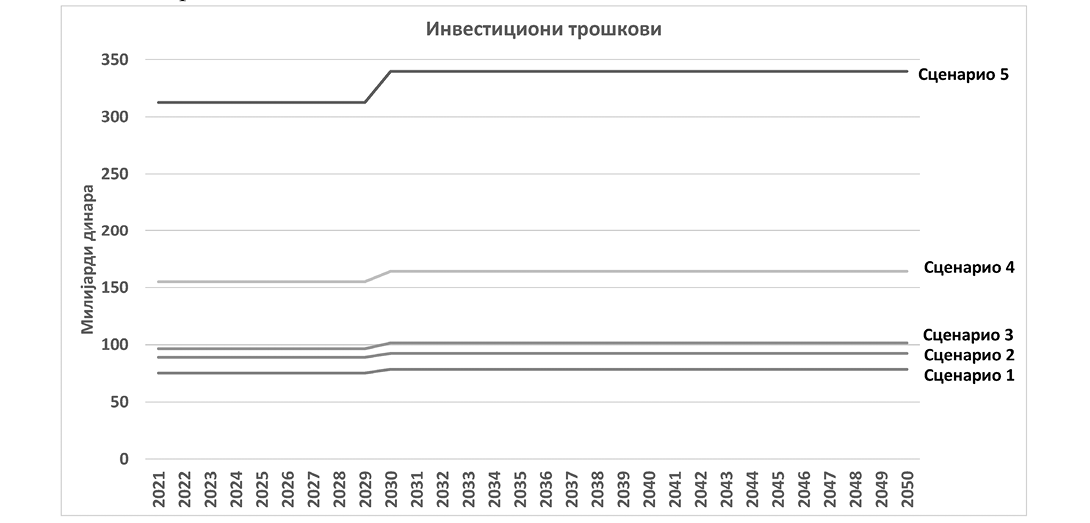 Инвестициони трошкови
Милијарди динара
350
300
250
200
150
100
50
0
Сценарио 5
Сценарио 4
Сценарио 3
Сценарио 2
Сценарио 1
2021 2022 2023 2024 2025 2026 2027 2028 2029 2030 2031 2032 2033 2034 2035 2036 2037 2038 2039 2040 2041 2042 2043 2044 2045 2046 2047 2048 2049 2050